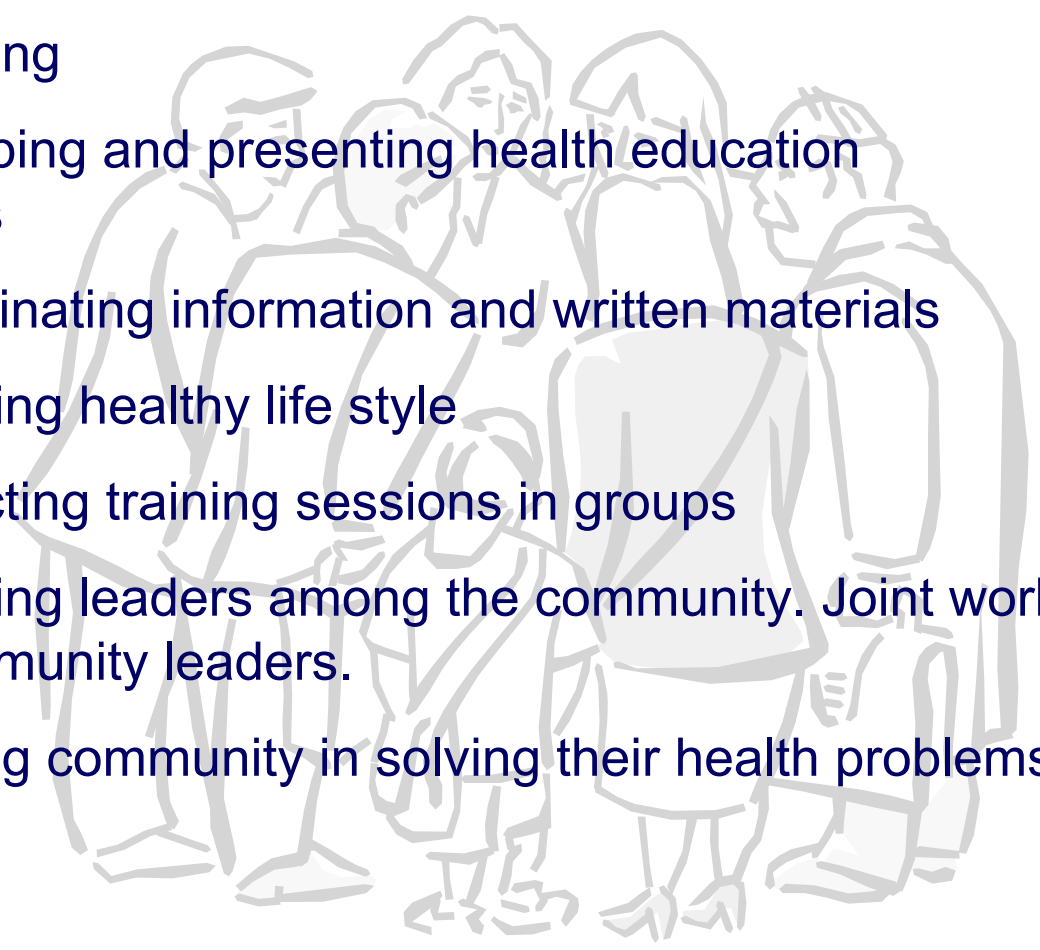 ng
ping and presenting health education
s
inating information and written materials
ing healthy life style
cting training sessions in groups
ing leaders among the community. Joint work
munity leaders.
g community in solving their health problems